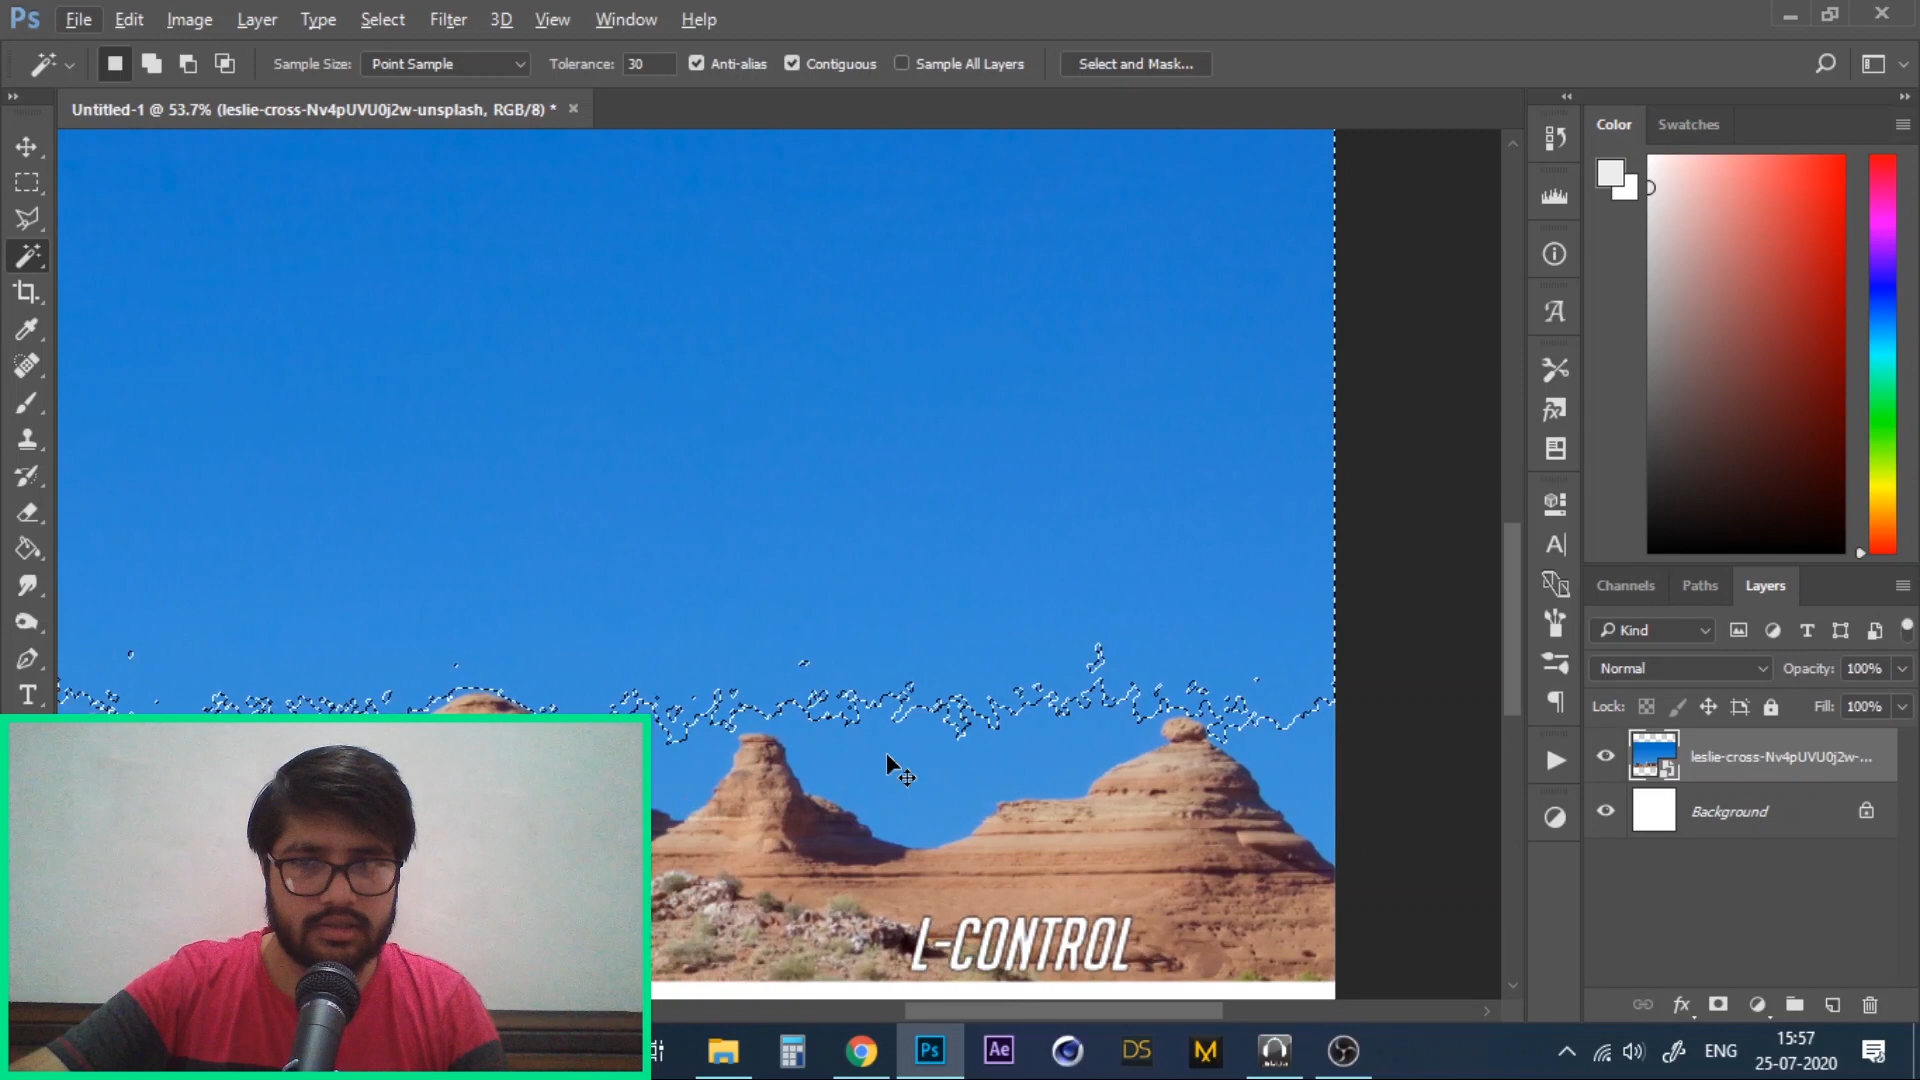 Ps File Edit Image Layer Type Select Filter 3D View Window Help
Sample Size: Point Sample Tolerance: 30 Anti-alias Contiguous Sample All Layers Select and Mask...
Untitled-1 @ 53.7% (leslie-cross-Nv4pUVU0j2w-unsplash, RGB/8) *
Color Swatches
Channels Paths Layers
Kind
Normal Opacity: 100%
Lock: Fill: 100%
leslie-cross-Nv4pUVU0j2w-...
Background
L-CONTROL
Ps Ae DS M ENG 15:57
25-07-2020